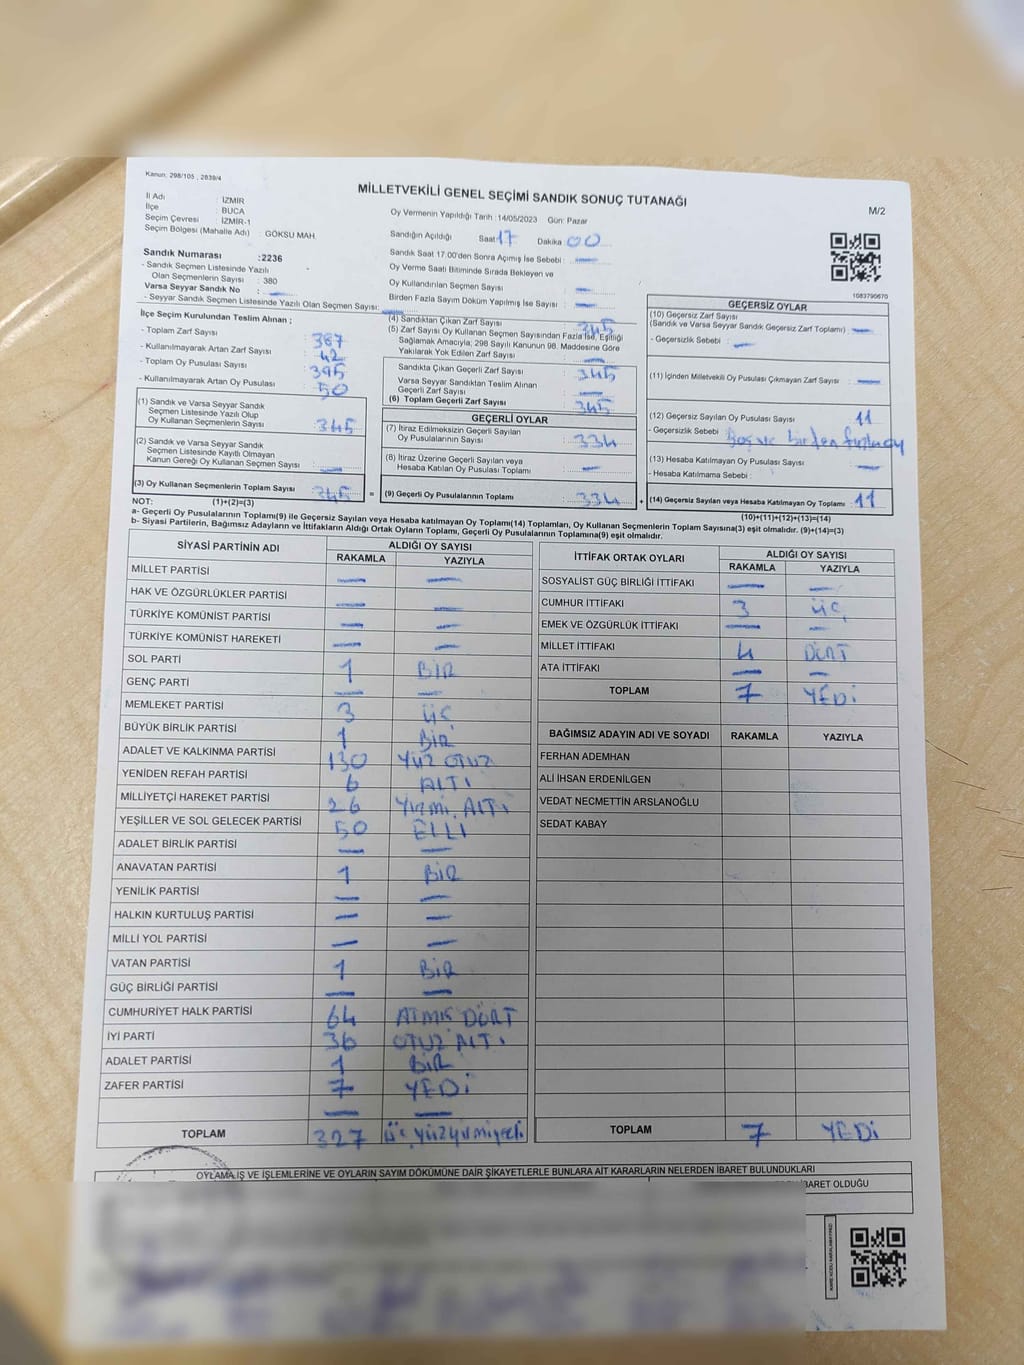 Kanun, 298/105 , 2839/4
MİLLETVEKİLİ GENEL SEÇİMİ SANDIK SONUÇ TUTANAĞI
M/2
İl Adı : İZMİR
İlçe : BUCA
Seçim Çevresi : İZMİR-1
Seçim Bölgesi (Mahalle Adı) : GÖKSU MAH.
Sandık Numarası :2236
- Sandık Seçmen Listesinde Yazılı
Olan Seçmenlerin Sayısı : 380
Varsa Seyyar Sandık No : —
- Seyyar Sandık Seçmen Listesinde Yazılı Olan Seçmen Sayısı: —
Oy Vermenin Yapıldığı Tarih :14/05/2023 Gün: Pazar
Sandığın Açıldığı Saat: 17 Dakika 00
Sandık Saat 17.00'den Sonra Açımış İse Sebebi : —
Oy Verme Saati Bitiminde Sırada Bekleyen ve
Oy Kullandırılan Seçmen Sayısı : —
Birden Fazla Sayım Döküm Yapılmış İse Sayısı : —
1083790670
İlçe Seçim Kurulundan Teslim Alınan ;
- Toplam Zarf Sayısı : 387
- Kullanılmayarak Artan Zarf Sayısı : 42
- Toplam Oy Pusulası Sayısı : 395
- Kullanılmayarak Artan Oy Pusulası : 50
(1) Sandık ve Varsa Seyyar Sandık
Seçmen Listesinde Yazılı Olup
Oy Kullanan Seçmenlerin Sayısı : 345
(2) Sandık ve Varsa Seyyar Sandık
Seçmen Listesinde Kayıtlı Olmayan
Kanun Gereği Oy Kullanan Seçmen Sayısı : —
(3) Oy Kullanan Seçmenlerin Toplam Sayısı : 345
(4) Sandıktan Çıkan Zarf Sayısı : 345
(5) Zarf Sayısı Oy Kullanan Seçmen Sayısından Fazla İse, Eşitliği
Sağlamak Amacıyla; 298 Sayılı Kanunun 98. Maddesine Göre
Yakılarak Yok Edilen Zarf Sayısı : —
Sandıkta Çıkan Geçerli Zarf Sayısı : 345
Varsa Seyyar Sandıktan Teslim Alınan
Geçerli Zarf Sayısı : —
(6) Toplam Geçerli Zarf Sayısı : 345
GEÇERLİ OYLAR
(7) İtiraz Edilmeksizin Geçerli Sayılan
Oy Pusulalarının Sayısı : 334
(8) İtiraz Üzerine Geçerli Sayılan veya
Hesaba Katılan Oy Pusulası Toplamı : —
= (9) Geçerli Oy Pusulalarının Toplamı : 334 +
GEÇERSİZ OYLAR
(10) Geçersiz Zarf Sayısı
(Sandık ve Varsa Seyyar Sandık Geçersiz Zarf Toplamı) : —
- Geçersizlik Sebebi : —
(11) İçinden Milletvekili Oy Pusulası Çıkmayan Zarf Sayısı : —
(12) Geçersiz Sayılan Oy Pusulası Sayısı : 11
- Geçersizlik Sebebi : Boş ve birden fazla oy
(13) Hesaba Katılmayan Oy Pusulası Sayısı : —
- Hesaba Katılmama Sebebi :
(14) Geçersiz Sayılan veya Hesaba Katılmayan Oy Toplamı : 11
NOT: (1)+(2)=(3)
(10)+(11)+(12)+(13)=(14)
a- Geçerli Oy Pusulalarının Toplamı(9) ile Geçersiz Sayılan veya Hesaba katılmayan Oy Toplamı(14) Toplamları, Oy Kullanan Seçmenlerin Toplam Sayısına(3) eşit olmalıdır. (9)+(14)=(3)
b- Siyasi Partilerin, Bağımsız Adayların ve İttifakların Aldığı Ortak Oyların Toplamı, Geçerli Oy Pusulalarının Toplamına(9) eşit olmalıdır.
SİYASİ PARTİNİN ADI ALDIĞI OY SAYISI
RAKAMLA YAZIYLA
MİLLET PARTİSİ — —
HAK VE ÖZGÜRLÜKLER PARTİSİ — —
TÜRKİYE KOMÜNİST PARTİSİ — —
TÜRKİYE KOMÜNİST HAREKETİ — —
SOL PARTİ 1 BİR
GENÇ PARTİ — —
MEMLEKET PARTİSİ 3 ÜÇ
BÜYÜK BİRLİK PARTİSİ 1 BİR
ADALET VE KALKINMA PARTİSİ 130 YÜZ OTUZ
YENİDEN REFAH PARTİSİ 6 ALTI
MİLLİYETÇİ HAREKET PARTİSİ 26 YİRMİ ALTI
YEŞİLLER VE SOL GELECEK PARTİSİ 50 ELLİ
ADALET BİRLİK PARTİSİ — —
ANAVATAN PARTİSİ 1 BİR
YENİLİK PARTİSİ — —
HALKIN KURTULUŞ PARTİSİ — —
MİLLİ YOL PARTİSİ — —
VATAN PARTİSİ 1 BİR
GÜÇ BİRLİĞİ PARTİSİ — —
CUMHURİYET HALK PARTİSİ 64 ATMIŞ DÖRT
İYİ PARTİ 36 OTUZ ALTI
ADALET PARTİSİ 1 BİR
ZAFER PARTİSİ 7 YEDİ
— —
TOPLAM 327 üç yüzyirmiyedi
İTTİFAK ORTAK OYLARI ALDIĞI OY SAYISI
RAKAMLA YAZIYLA
SOSYALİST GÜÇ BİRLİĞİ İTTİFAKI — —
CUMHUR İTTİFAKI 3 ÜÇ
EMEK VE ÖZGÜRLÜK İTTİFAKI — —
MİLLET İTTİFAKI 4 DÖRT
ATA İTTİFAKI — —
TOPLAM 7 YEDİ
BAĞIMSIZ ADAYIN ADI VE SOYADI RAKAMLA YAZIYLA
FERHAN ADEMHAN
ALİ İHSAN ERDENİLGEN
VEDAT NECMETTİN ARSLANOĞLU
SEDAT KABAY
TOPLAM 7 YEDİ
OYLAMA İŞ VE İŞLEMLERİNE VE OYLARIN SAYIM DÖKÜMÜNE DAİR ŞİKAYETLERLE BUNLARA AİT KARARLARIN NELERDEN İBARET BULUNDUKLARI
İBARET OLDUĞU